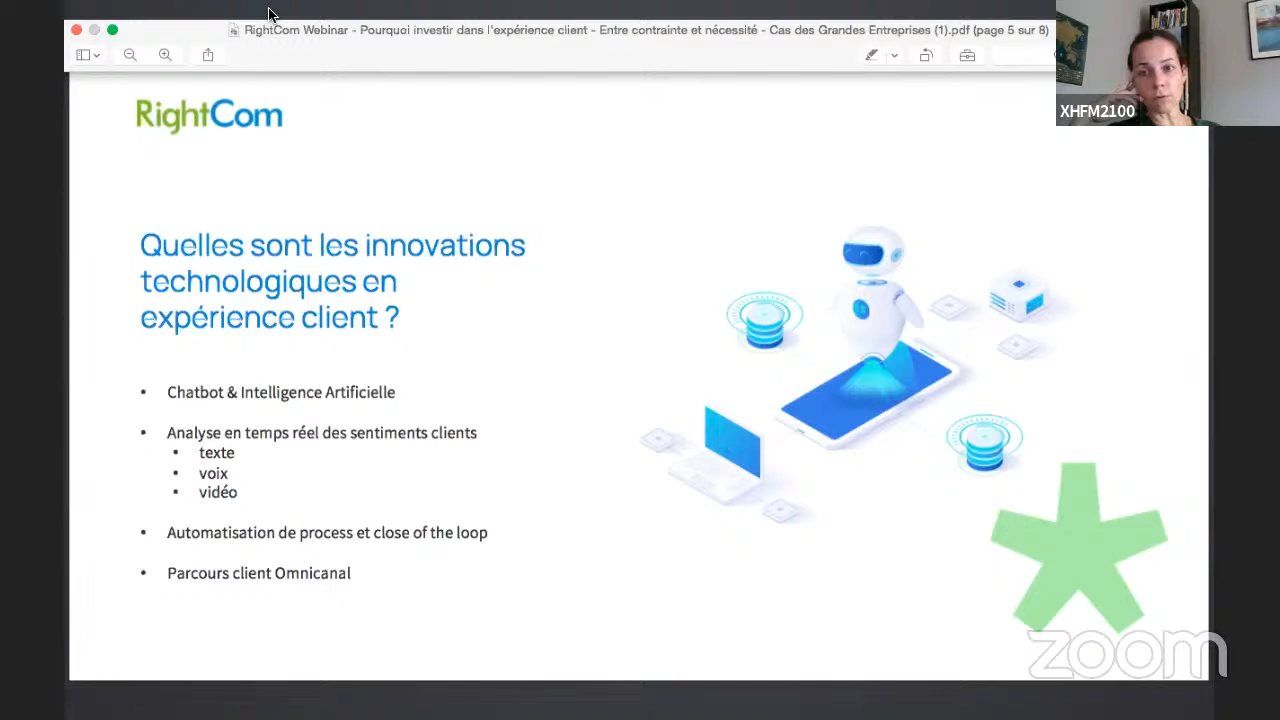 RightCom Webinar - Pourquoi investir dans l'expérience client - Entre contrainte et nécessité - Cas des Grandes Entreprises (1).pdf (page 5 sur 8)
XHFM2100
RightCom
Quelles sont les innovations
technologiques en
expérience client ?
• Chatbot & Intelligence Artificielle
• Analyse en temps réel des sentiments clients
• texte
• voix
• vidéo
• Automatisation de process et close of the loop
• Parcours client Omnicanal
zoom